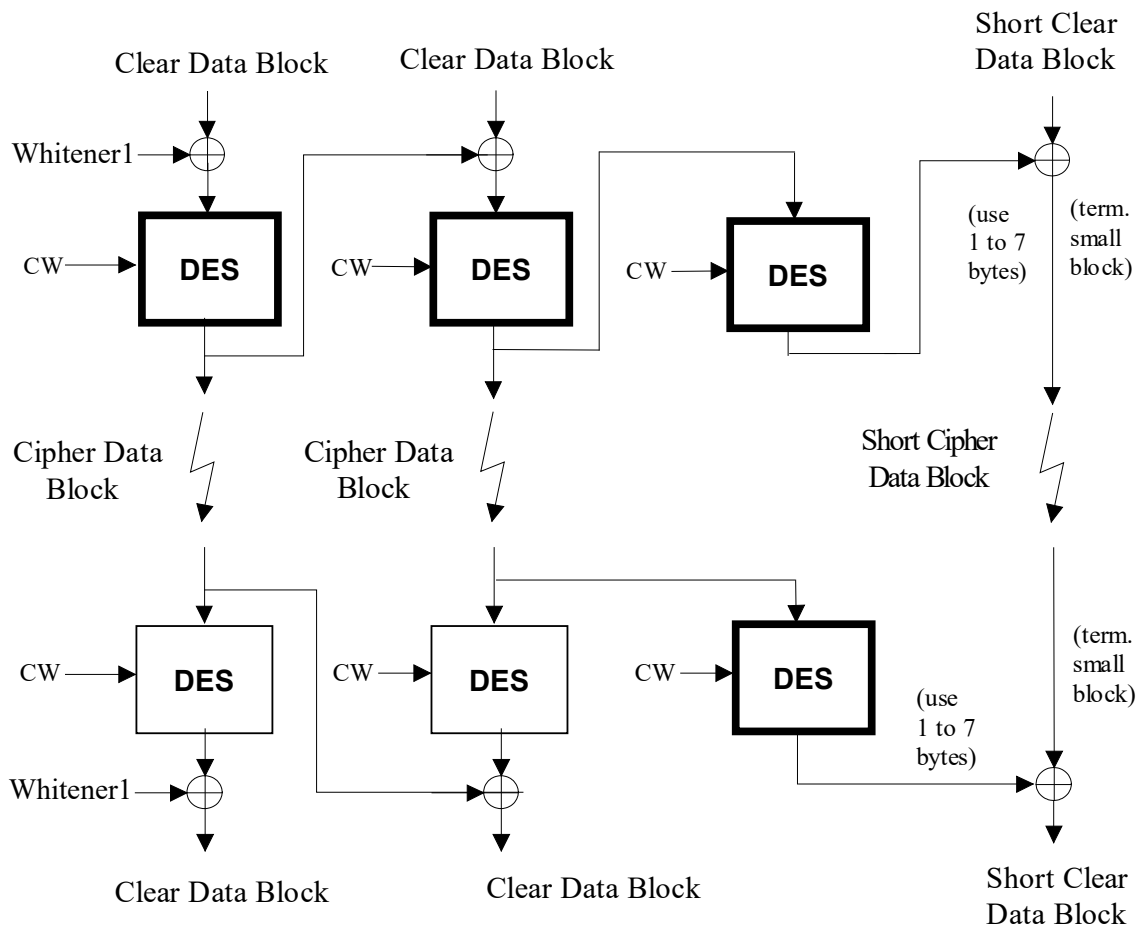 Short Clear
Data Block
Clear Data Block
Clear Data Block
Whitener1
(use
1 to 7
bytes)
(term.
small
block)
CW
DES
CW
DES
CW
DES
Cipher Data
Block
Cipher Data
Block
Short Cipher
Data Block
CW
DES
CW
DES
CW
DES
(term.
small
block)
(use
1 to 7
bytes)
Whitener1
Clear Data Block
Clear Data Block
Short Clear
Data Block